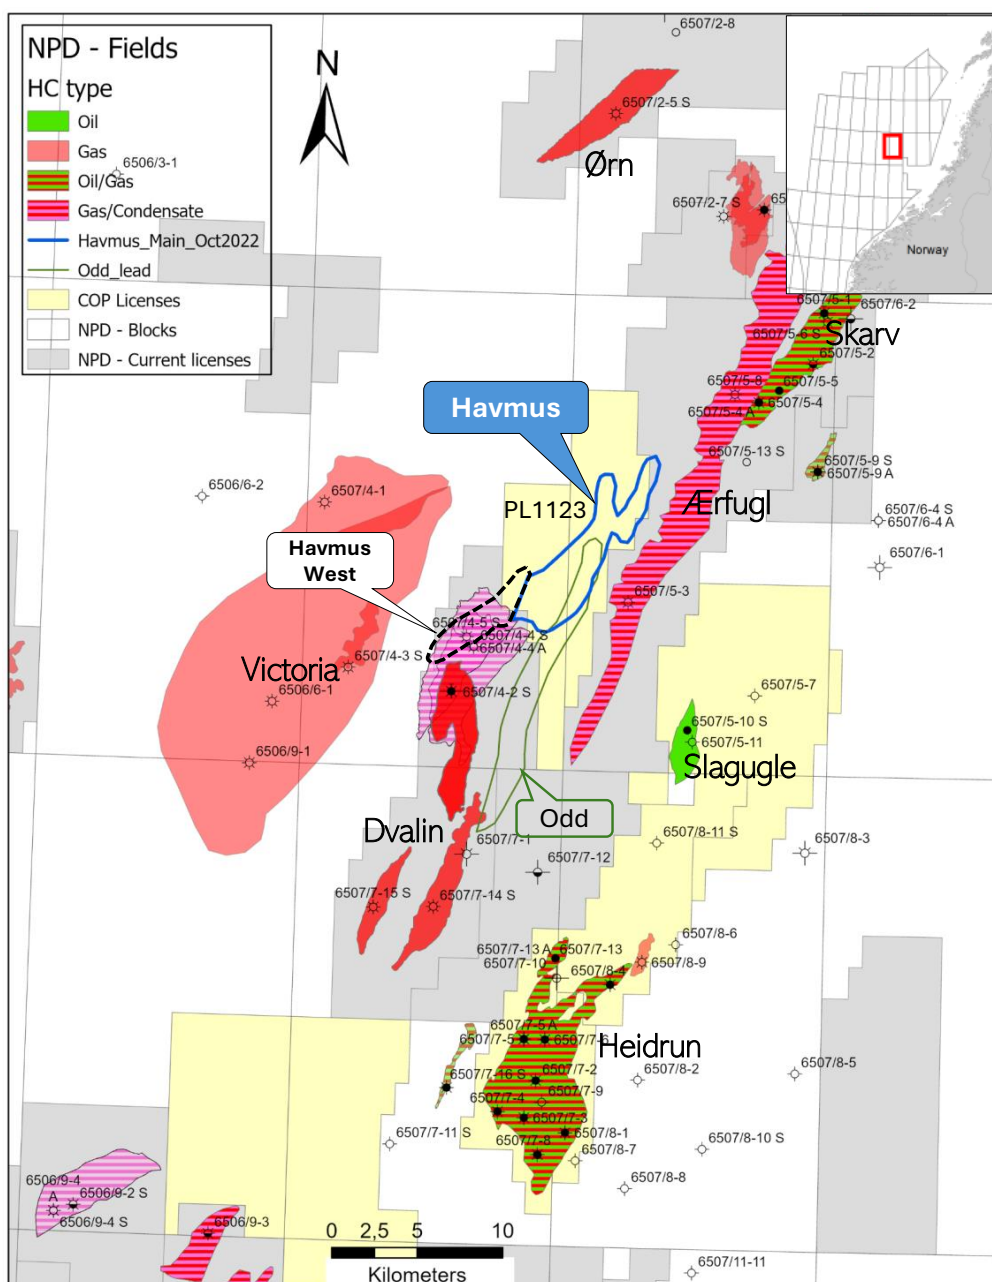 NPD - Fields
HC type
Oil
Gas
Oil/Gas
Gas/Condensate
Havmus_Main_Oct2022
Odd_lead
COP Licenses
NPD - Blocks
NPD - Current licenses
N
Norway
6507/2-8
6507/2-5 S
6506/3-1
Ørn
6507/2-7 S
65
6507/5-1
6507/6-2
6507/5-6 S
Skarv
6507/5-2
6507/5-8
6507/5-5
6507/5-4 A
6507/5-4
Havmus
6507/5-13 S
6507/5-9 S
6507/5-9 A
6506/6-2
6507/4-1
PL1123
Ærfugl
6507/6-4 S
6507/6-4 A
Havmus
West
6507/6-1
6507/5-3
6507/4-5 S
6507/4-4 S
6507/4-4 A
Victoria
6507/4-3 S
6506/6-1
6507/4-2 S
6507/5-7
6507/5-10 S
6507/5-11
6506/9-1
Slagugle
Odd
Dvalin
6507/7-1
6507/8-11 S
6507/8-3
6507/7-12
6507/7-15 S
6507/7-14 S
6507/8-6
6507/7-13 A
6507/7-13
6507/7-10
6507/8-4
6507/8-9
6507/7-5 A
6507/7-5
6507/7-6
Heidrun
6507/7-16 S
6507/7-2
6507/8-2
6507/8-5
6507/7-9
6507/7-4
6507/7-3
6507/7-11 S
6507/8-1
6507/7-8
6507/8-7
6507/8-10 S
6507/8-8
6506/9-4
A
6506/9-2 S
6506/9-4 S
6506/9-3
0 2,5 5 10
Kilometers
6507/11-11